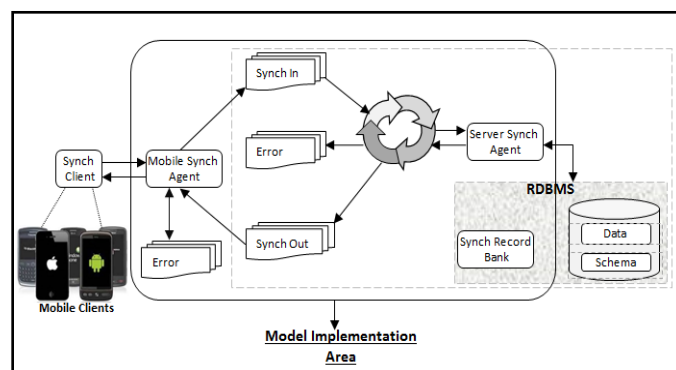 Synch In
Error
Synch Out
Synch
Client
Mobile Synch
Agent
Error
Server Synch
Agent
RDBMS
Synch Record
Bank
Data
Schema
Mobile Clients
Model Implementation
Area